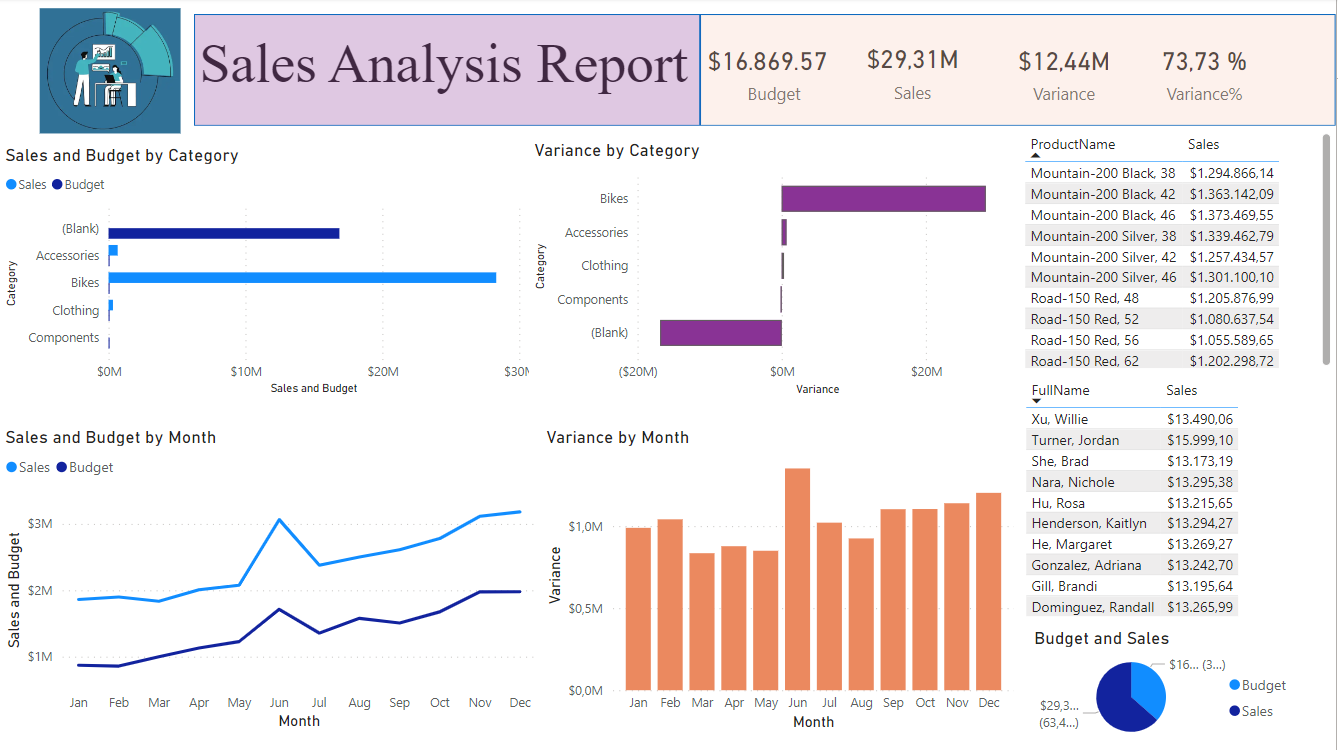 Sales Analysis Report
$16.869.57 $29,31M $12,44M 73,73 %
Budget Sales Variance Variance%
Sales and Budget by Category
Sales Budget
Category
(Blank)
Accessories
Bikes
Clothing
Components
$0M $10M $20M $30M
Sales and Budget
Variance by Category
Category
Bikes
Accessories
Clothing
Components
(Blank)
($20M) $0M $20M
Variance
ProductName Sales
Mountain-200 Black, 38 $1.294.866,14
Mountain-200 Black, 42 $1.363.142,09
Mountain-200 Black, 46 $1.373.469,55
Mountain-200 Silver, 38 $1.339.462,79
Mountain-200 Silver, 42 $1.257.434,57
Mountain-200 Silver, 46 $1.301.100,10
Road-150 Red, 48 $1.205.876,99
Road-150 Red, 52 $1.080.637,54
Road-150 Red, 56 $1.055.589,65
Road-150 Red, 62 $1.202.298,72
FullName Sales
Xu, Willie $13.490,06
Turner, Jordan $15.999,10
She, Brad $13.173,19
Nara, Nichole $13.295,38
Hu, Rosa $13.215,65
Henderson, Kaitlyn $13.294,27
He, Margaret $13.269,27
Gonzalez, Adriana $13.242,70
Gill, Brandi $13.195,64
Dominguez, Randall $13.265,99
Sales and Budget by Month
Sales Budget
Sales and Budget
$3M
$2M
$1M
Jan Feb Mar Apr May Jun Jul Aug Sep Oct Nov Dec
Month
Variance by Month
Variance
$1,0M
$0,5M
$0,0M
Jan Feb Mar Apr May Jun Jul Aug Sep Oct Nov Dec
Month
Budget and Sales
$16... (3...)
$29,3...
(63,4...)
Budget
Sales